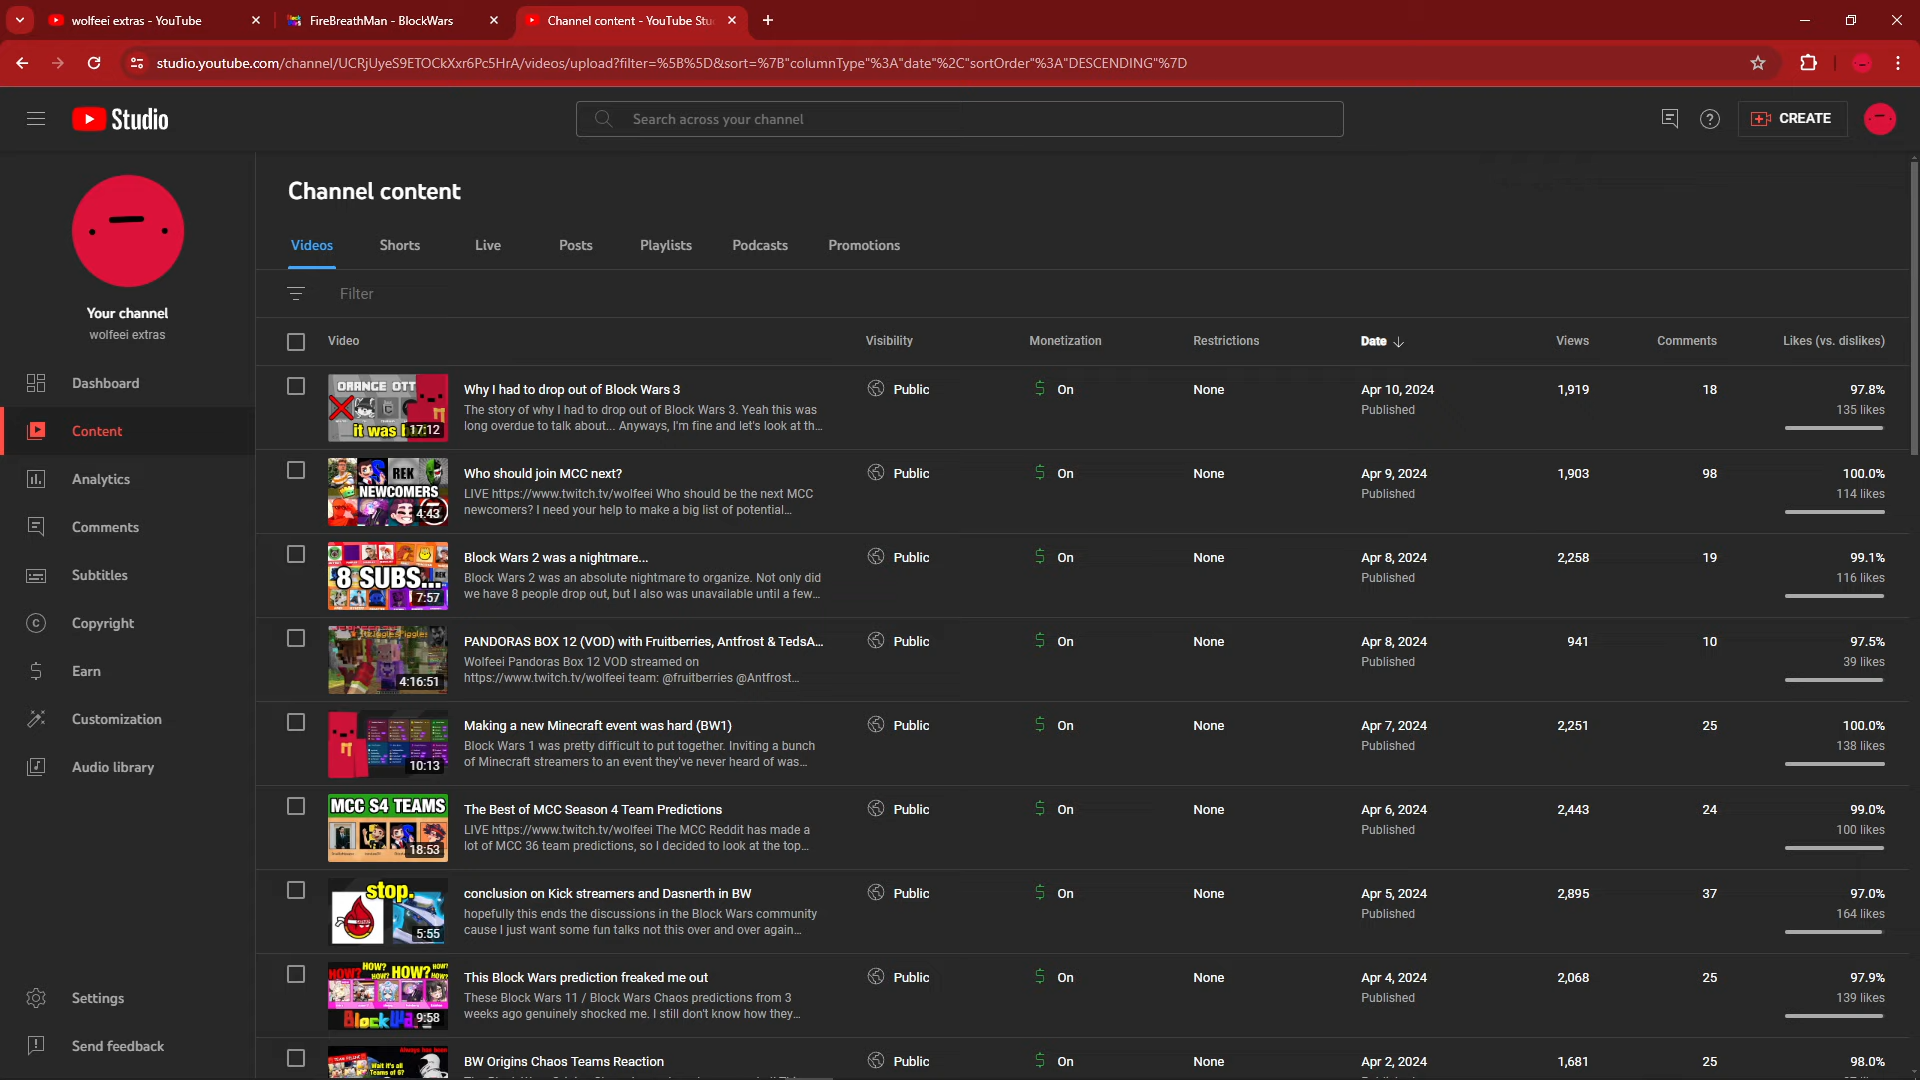 wolfeei extras - YouTube
FireBreathMan - BlockWars
Channel content - YouTube Stu
studio.youtube.com/channel/UCRjUyeS9ETOCkXxr6Pc5HrA/videos/upload?filter=%5B%5D&sort=%7B"columnType"%3A"date"%2C"sortOrder"%3A"DESCENDING"%7D
Studio
Search across your channel
CREATE
Your channel
wolfeei extras
Dashboard
Content
Analytics
Comments
Subtitles
Copyright
Earn
Customization
Audio library
Settings
Send feedback
Channel content
Videos Shorts Live Posts Playlists Podcasts Promotions
Filter
Video Visibility Monetization Restrictions Date Views Comments Likes (vs. dislikes)
ORANGE OTT
it was l
17:12
Why I had to drop out of Block Wars 3 Public On None Apr 10, 2024 1,919 18 97.8%
The story of why I had to drop out of Block Wars 3. Yeah this was Published 135 likes
long overdue to talk about... Anyways, I'm fine and let's look at th...
REK
NEWCOMERS
4:43
Who should join MCC next? Public On None Apr 9, 2024 1,903 98 100.0%
LIVE https://www.twitch.tv/wolfeei Who should be the next MCC Published 114 likes
newcomers? I need your help to make a big list of potential...
8 SUBS...
7:57
Block Wars 2 was a nightmare... Public On None Apr 8, 2024 2,258 19 99.1%
Block Wars 2 was an absolute nightmare to organize. Not only did Published 116 likes
we have 8 people drop out, but I also was unavailable until a few...
4:16:51
PANDORAS BOX 12 (VOD) with Fruitberries, Antfrost & TedsA... Public On None Apr 8, 2024 941 10 97.5%
Wolfeei Pandoras Box 12 VOD streamed on Published 39 likes
https://www.twitch.tv/wolfeei team: @fruitberries @Antfrost...
10:13
Making a new Minecraft event was hard (BW1) Public On None Apr 7, 2024 2,251 25 100.0%
Block Wars 1 was pretty difficult to put together. Inviting a bunch Published 138 likes
of Minecraft streamers to an event they've never heard of was...
MCC S4 TEAMS
18:53
The Best of MCC Season 4 Team Predictions Public On None Apr 6, 2024 2,443 24 99.0%
LIVE https://www.twitch.tv/wolfeei The MCC Reddit has made a Published 100 likes
lot of MCC 36 team predictions, so I decided to look at the top...
stop.
5:55
conclusion on Kick streamers and Dasnerth in BW Public On None Apr 5, 2024 2,895 37 97.0%
hopefully this ends the discussions in the Block Wars community Published 164 likes
cause I just want some fun talks not this over and over again...
HOW? HOW? HOW? HOW? HOW?
BlockWars
9:58
This Block Wars prediction freaked me out Public On None Apr 4, 2024 2,068 25 97.9%
These Block Wars 11 / Block Wars Chaos predictions from 3 Published 139 likes
weeks ago genuinely shocked me. I still don't know how they...
Wait it's all
Teams of 6?
BW Origins Chaos Teams Reaction Public On None Apr 2, 2024 1,681 25 98.0%